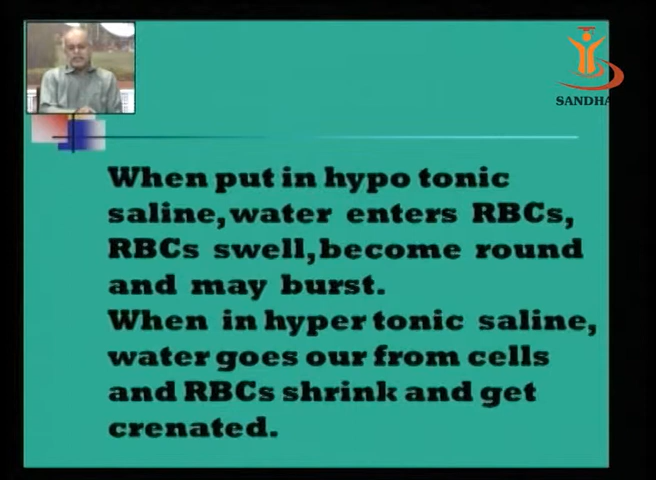 SANDHA
When put in hypo tonic
saline,water enters RBCs,
RBCs swell,become round
and may burst.
When in hyper tonic saline,
water goes our from cells
and RBCs shrink and get
crenated.